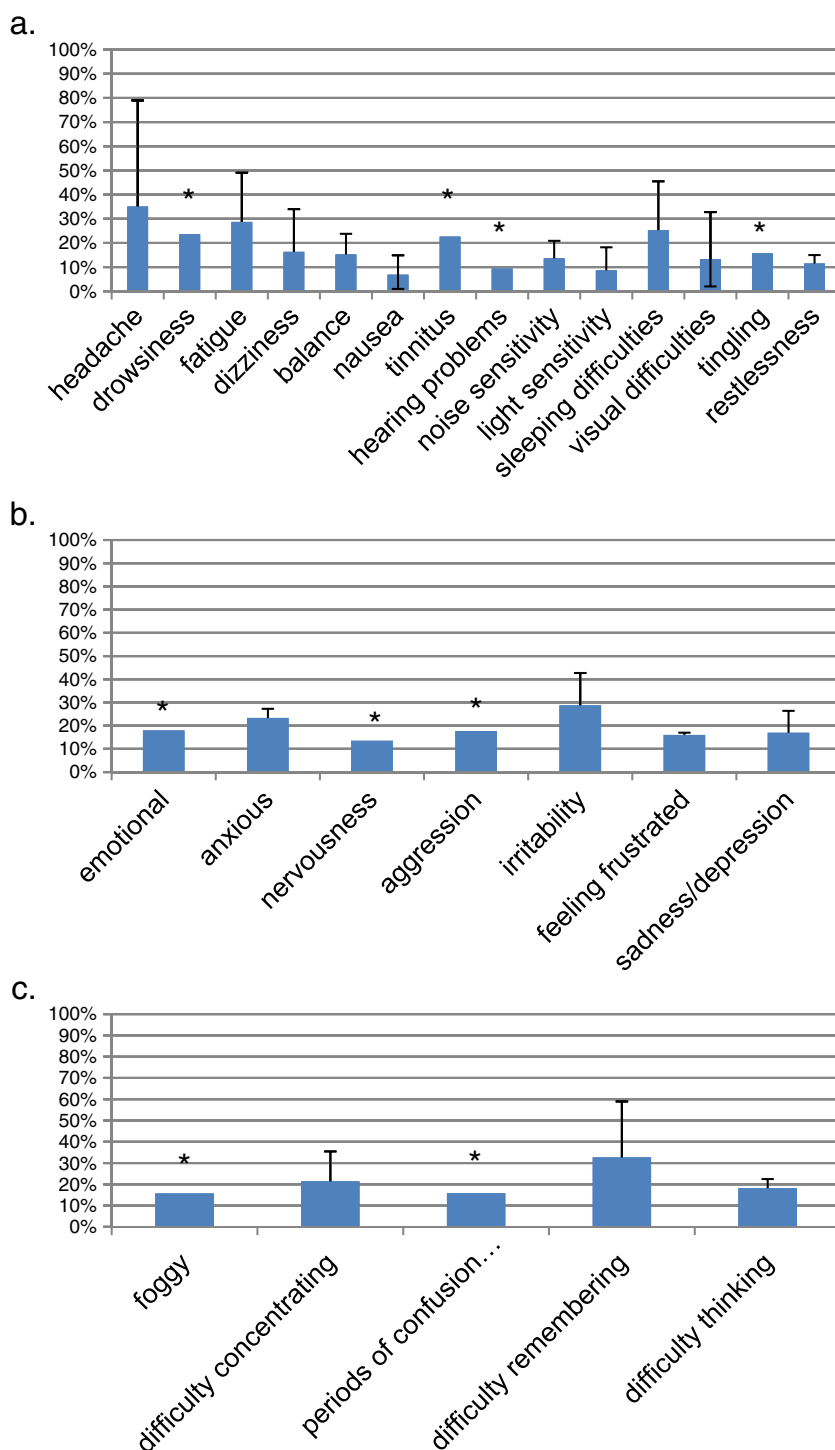 a.
100%
90%
80%
70%
60%
50%
40%
30%
20%
10%
0%
*
*
*
*
headache
drowsiness
fatigue
dizziness
balance
nausea
tinnitus
hearing problems
noise sensitivity
light sensitivity
sleeping difficulties
visual difficulties
tingling
restlessness
b.
100%
90%
80%
70%
60%
50%
40%
30%
20%
10%
0%
*
*
*
emotional
anxious
nervousness
aggression
irritability
feeling frustrated
sadness/depression
c.
100%
90%
80%
70%
60%
50%
40%
30%
20%
10%
0%
*
*
foggy
difficulty concentrating
periods of confusion…
difficulty remembering
difficulty thinking